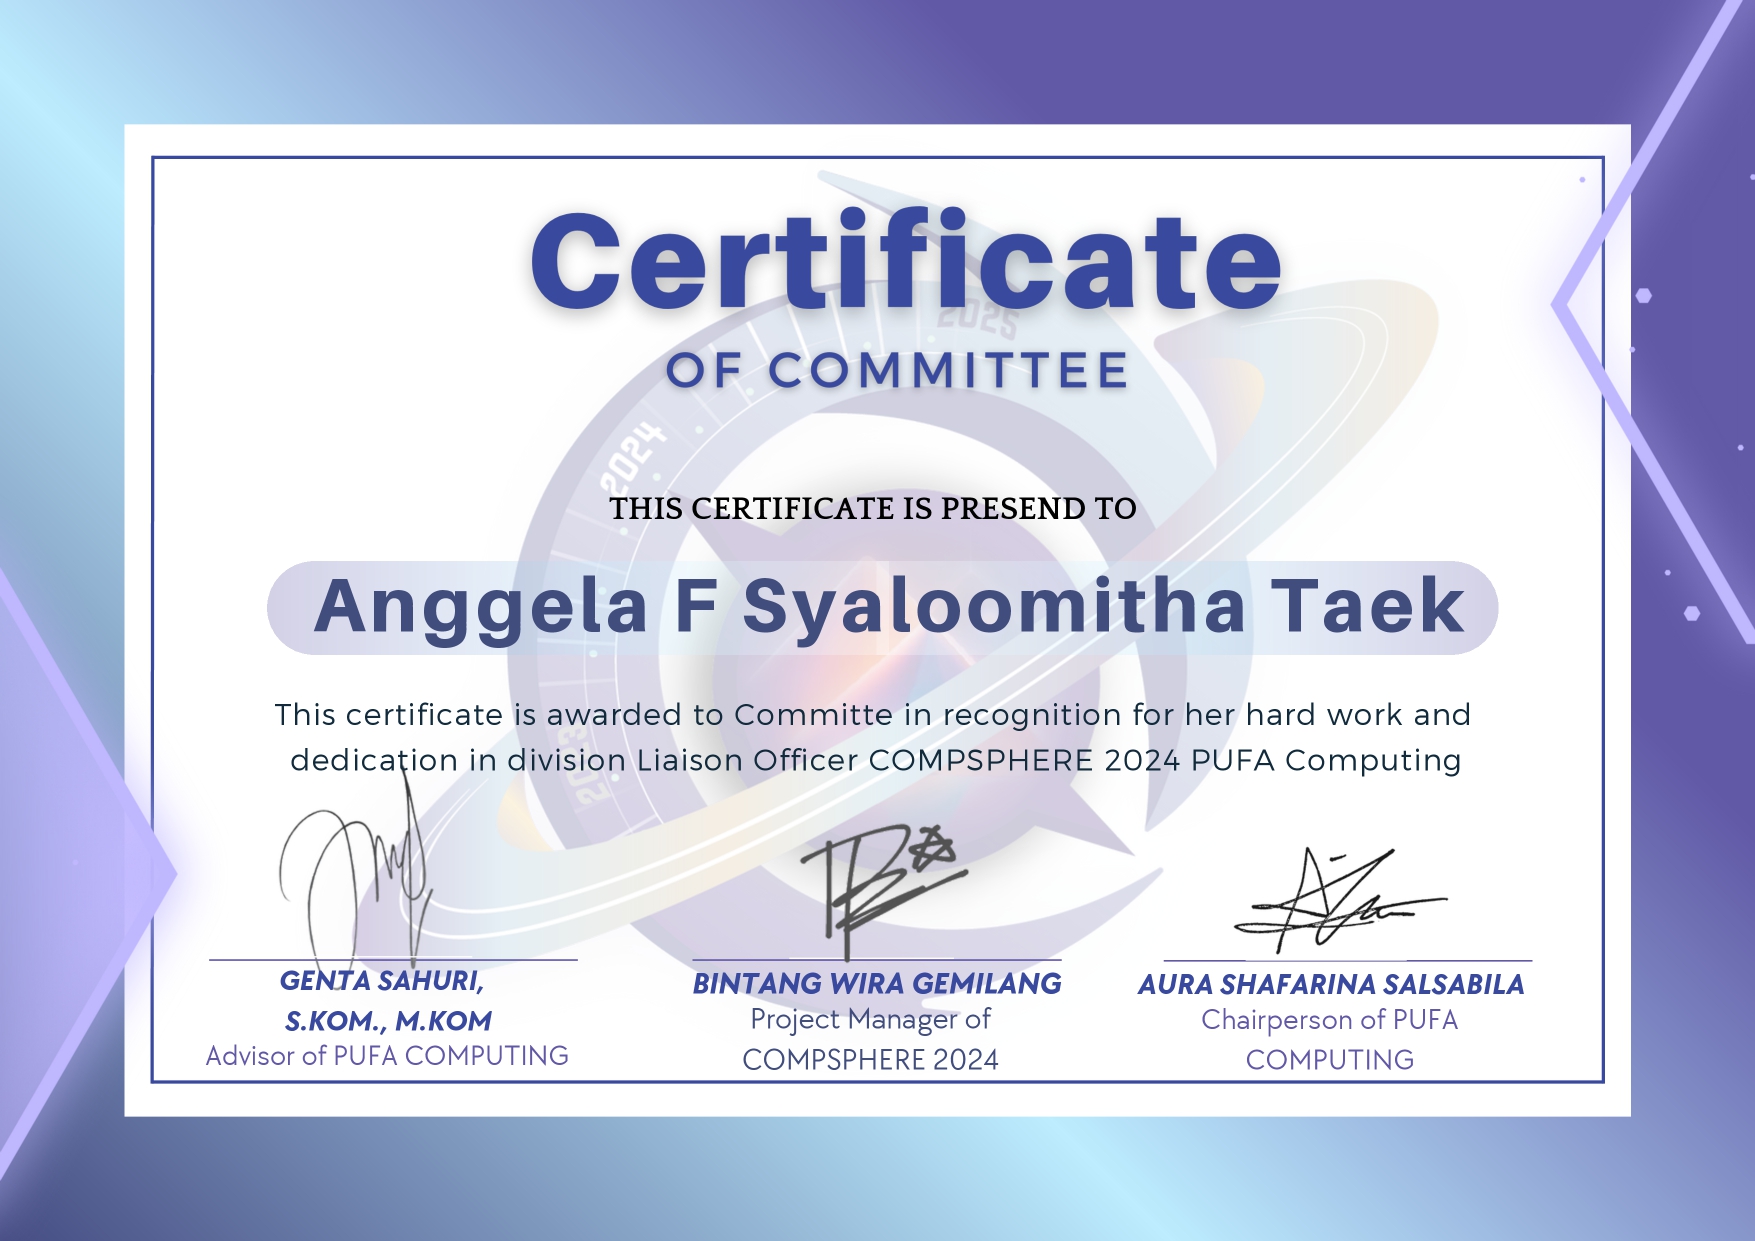 Certificate
OF COMMITTEE
2025
2024
THIS CERTIFICATE IS PRESEND TO
Anggela F Syaloomitha Taek
This certificate is awarded to Committe in recognition for her hard work and
dedication in division Liaison Officer COMPSPHERE 2024 PUFA Computing
2023
GENTA SAHURI,
S.KOM., M.KOM
Advisor of PUFA COMPUTING
BINTANG WIRA GEMILANG
Project Manager of
COMPSPHERE 2024
AURA SHAFARINA SALSABILA
Chairperson of PUFA
COMPUTING